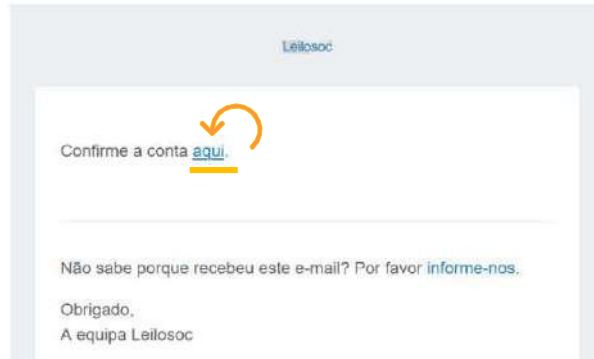 Leilosoc
Confirme a conta aqui.
Não sabe porque recebeu este e-mail? Por favor informe-nos.
Obrigado,
A equipa Leilosoc